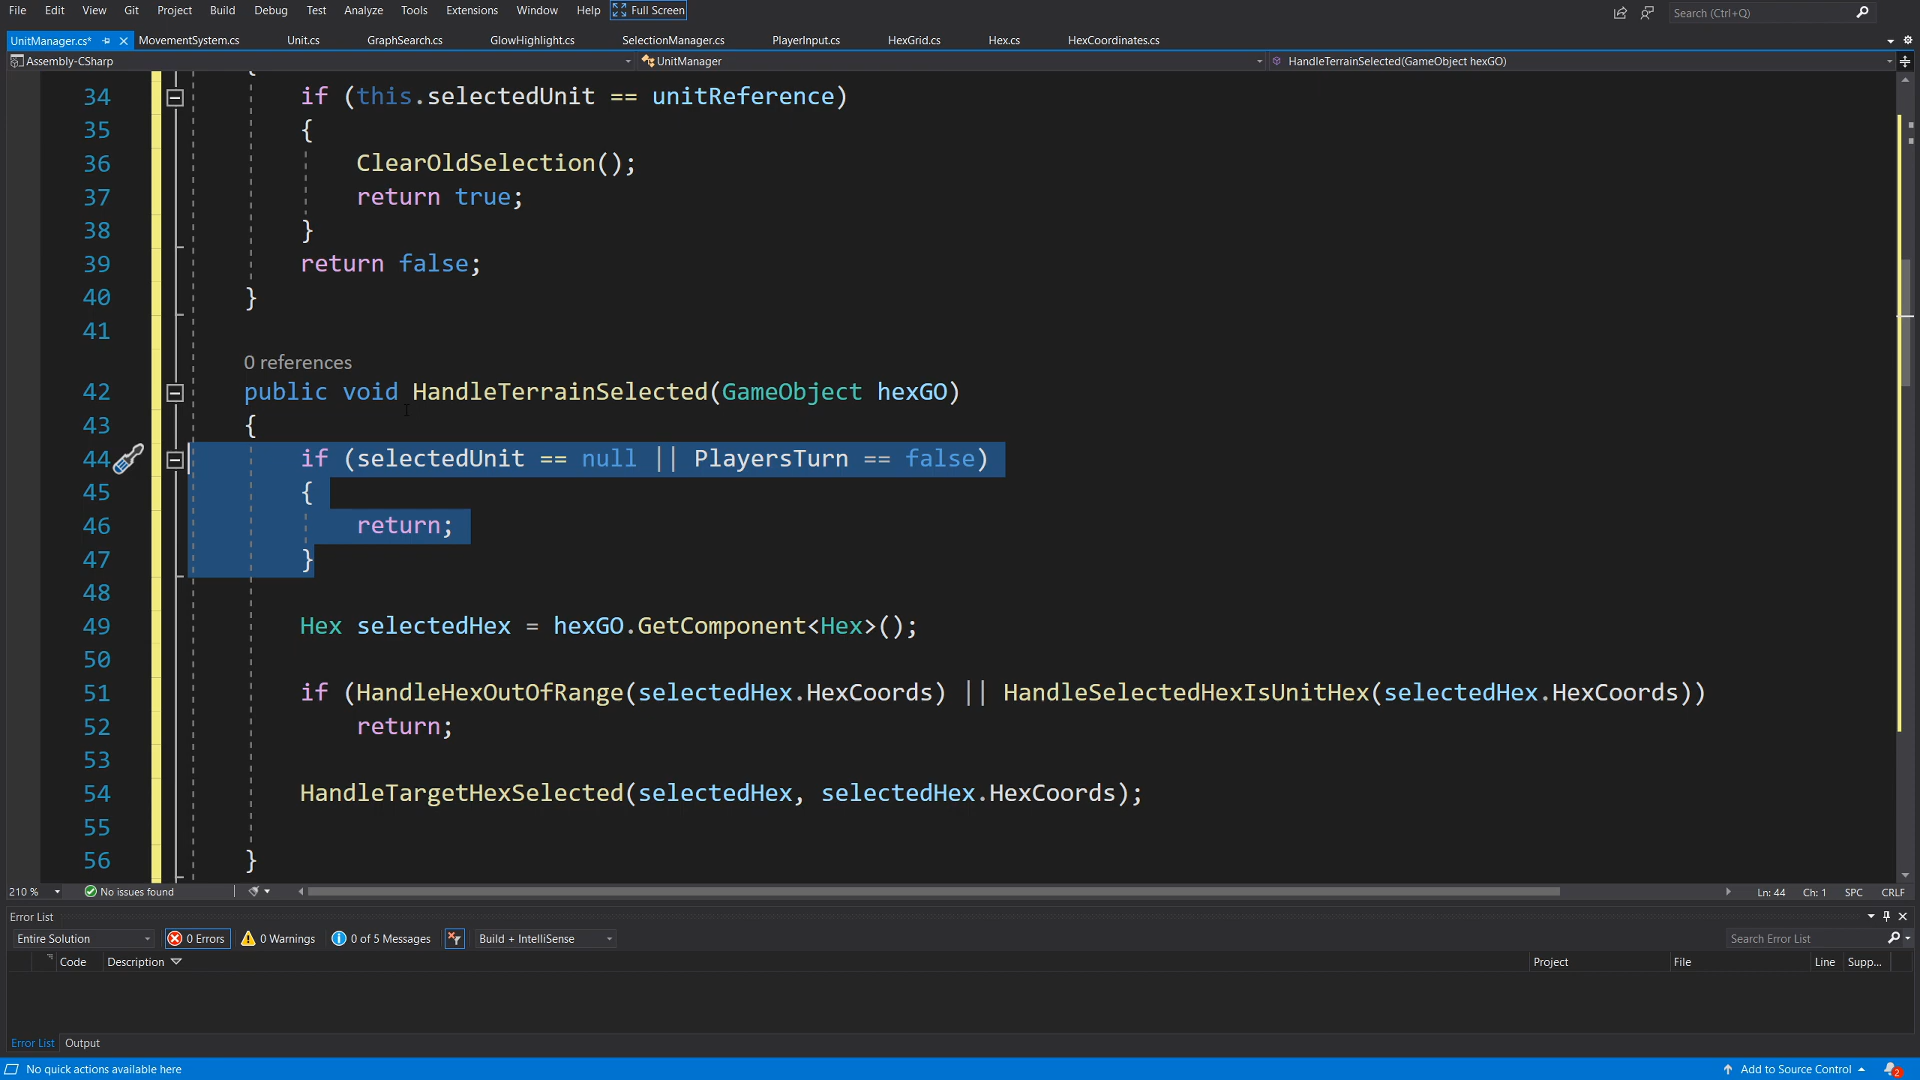 File Edit View Git Project Build Debug Test Analyze Tools Extensions Window Help Full Screen Search (Ctrl+Q)
UnitManager.cs* MovementSystem.cs Unit.cs GraphSearch.cs GlowHighlight.cs SelectionManager.cs PlayerInput.cs HexGrid.cs Hex.cs HexCoordinates.cs
Assembly-CSharp UnitManager HandleTerrainSelected(GameObject hexGO)
{
34 if (this.selectedUnit == unitReference)
35 {
36 ClearOldSelection();
37 return true;
38 }
39 return false;
40 }
41
0 references
42 public void HandleTerrainSelected(GameObject hexGO)
43 {
44 if (selectedUnit == null || PlayersTurn == false)
45 {
46 return;
47 }
48
49 Hex selectedHex = hexGO.GetComponent<Hex>();
50
51 if (HandleHexOutOfRange(selectedHex.HexCoords) || HandleSelectedHexIsUnitHex(selectedHex.HexCoords))
52 return;
53
54 HandleTargetHexSelected(selectedHex, selectedHex.HexCoords);
55
56 }
210 % No issues found Ln: 44 Ch: 1 SPC CRLF
Error List
Entire Solution 0 Errors 0 Warnings 0 of 5 Messages Build + IntelliSense Search Error List
Code Description Project File Line Supp...
Error List Output
No quick actions available here Add to Source Control 2